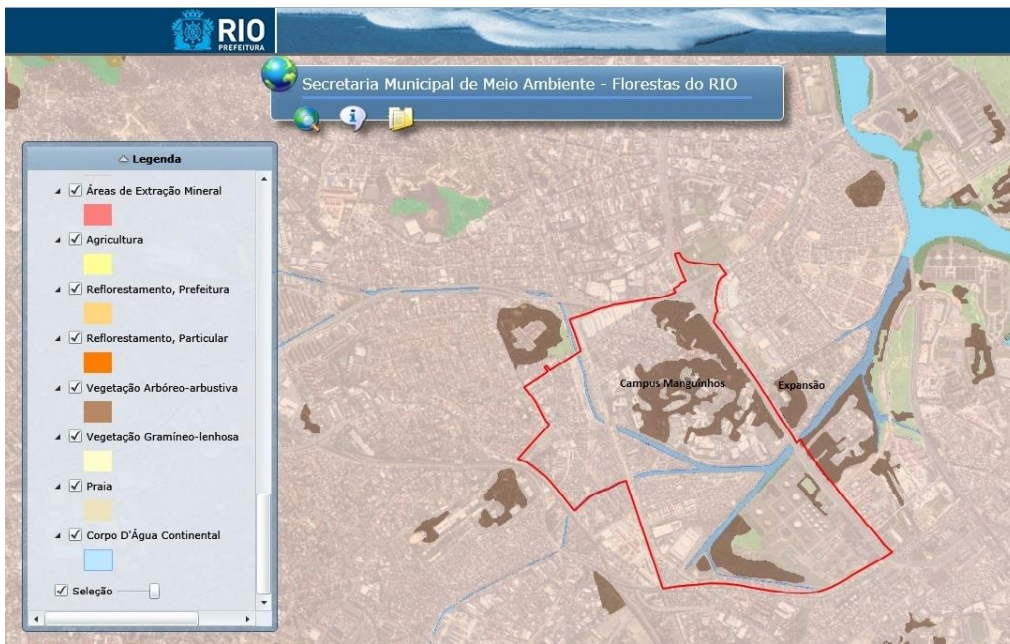 RIO
PREFEITURA
Secretaria Municipal de Meio Ambiente - Florestas do RIO
Legenda
Áreas de Extração Mineral
Agricultura
Reflorestamento, Prefeitura
Reflorestamento, Particular
Vegetação Arbóreo-arbustiva
Vegetação Gramíneo-lenhosa
Praia
Corpo D'Água Continental
Seleção
Campus Manguinhos
Expansão